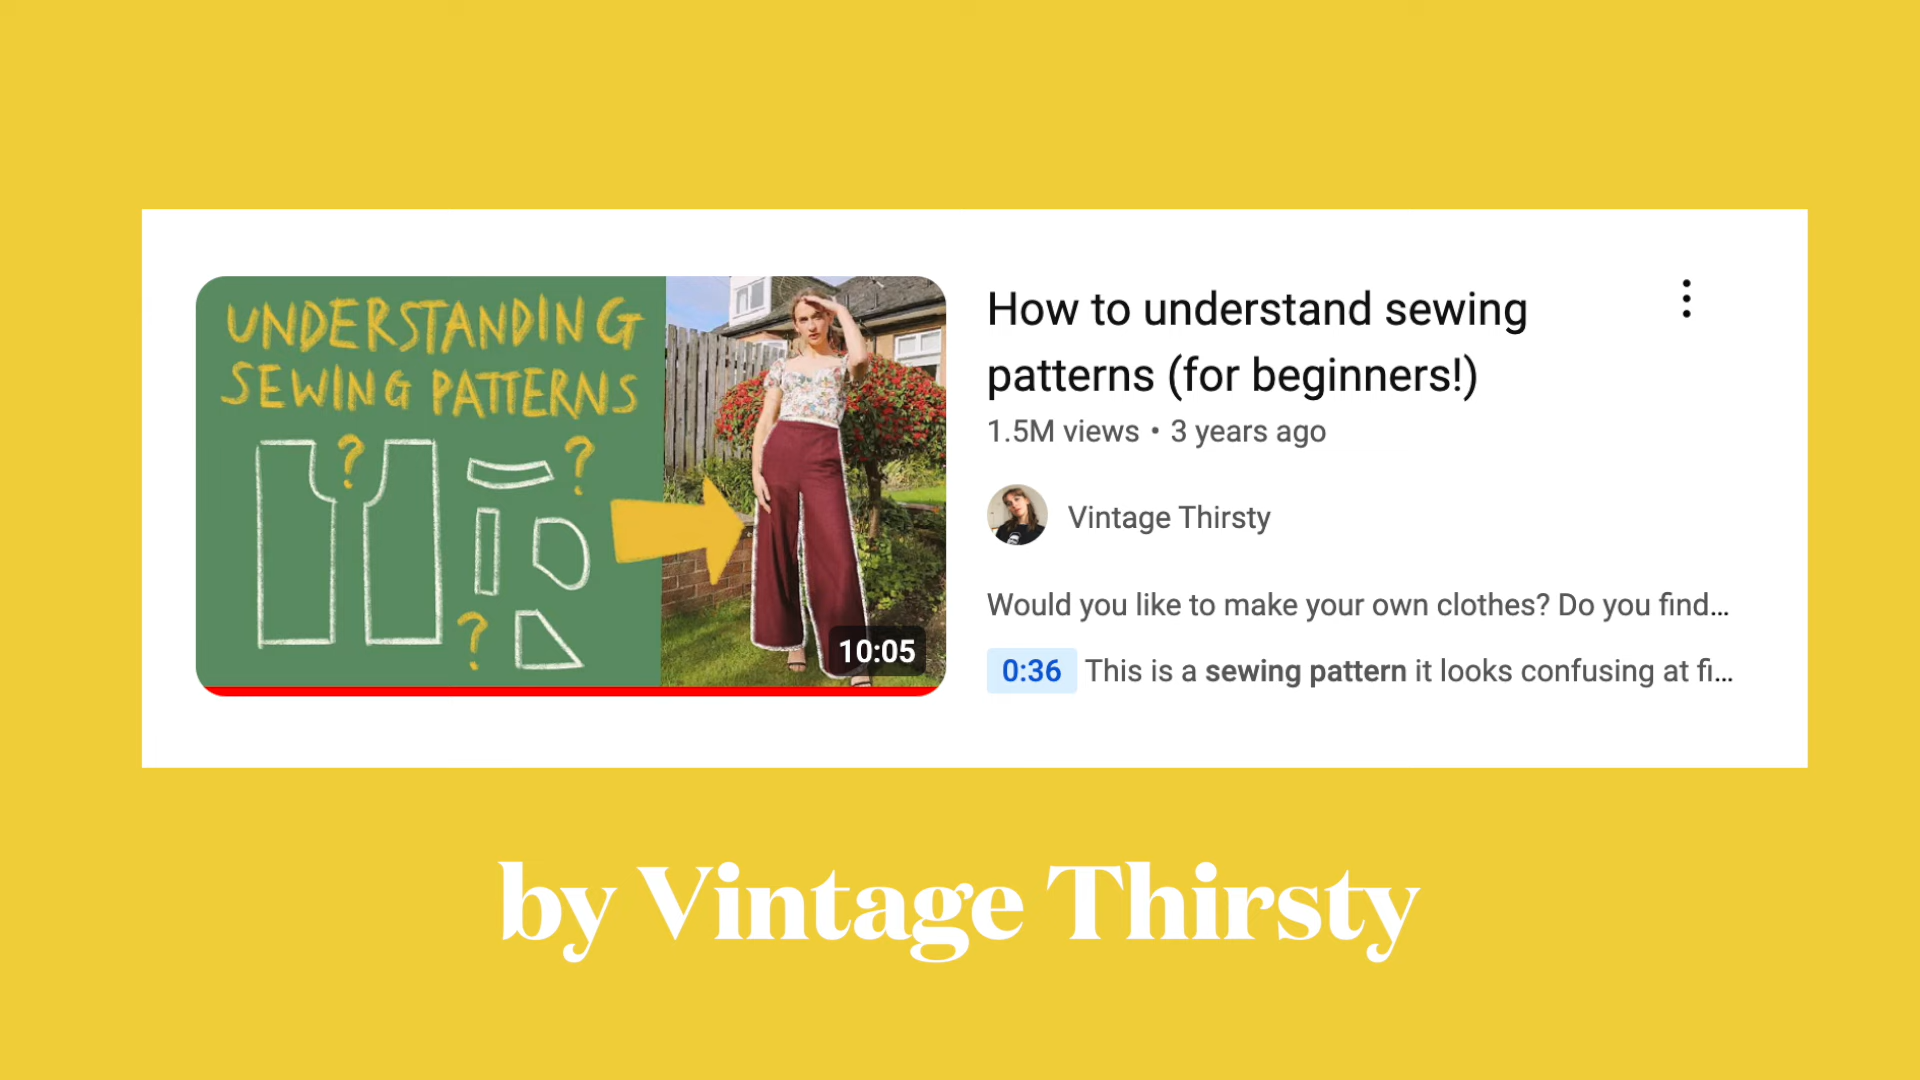 UNDERSTANDING
SEWING PATTERNS
? ?
?
10:05
How to understand sewing
patterns (for beginners!)
1.5M views • 3 years ago
Vintage Thirsty
Would you like to make your own clothes? Do you find...
0:36 This is a sewing pattern it looks confusing at fi...
by Vintage Thirsty